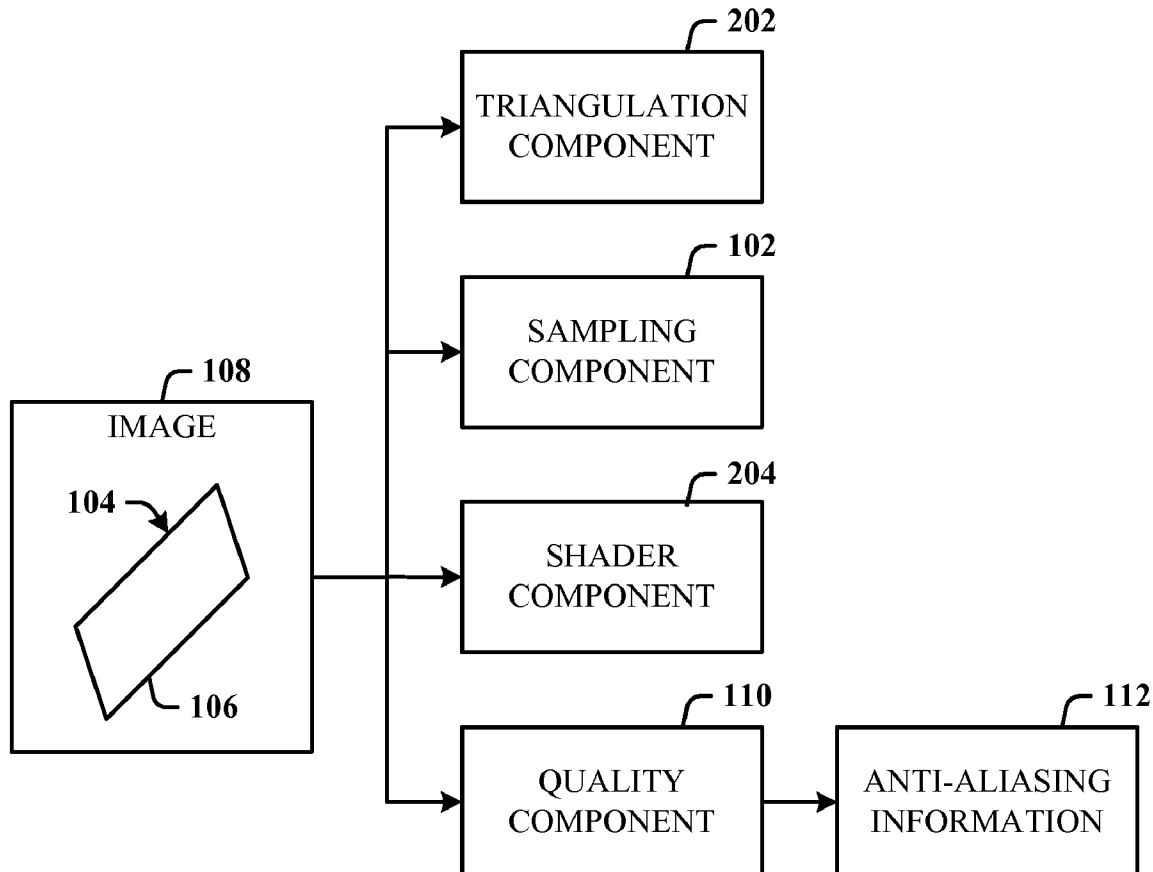 202
TRIANGULATION
COMPONENT
102
SAMPLING
COMPONENT
108
IMAGE
104
106
204
SHADER
COMPONENT
110
QUALITY
COMPONENT
112
ANTI-ALIASING
INFORMATION